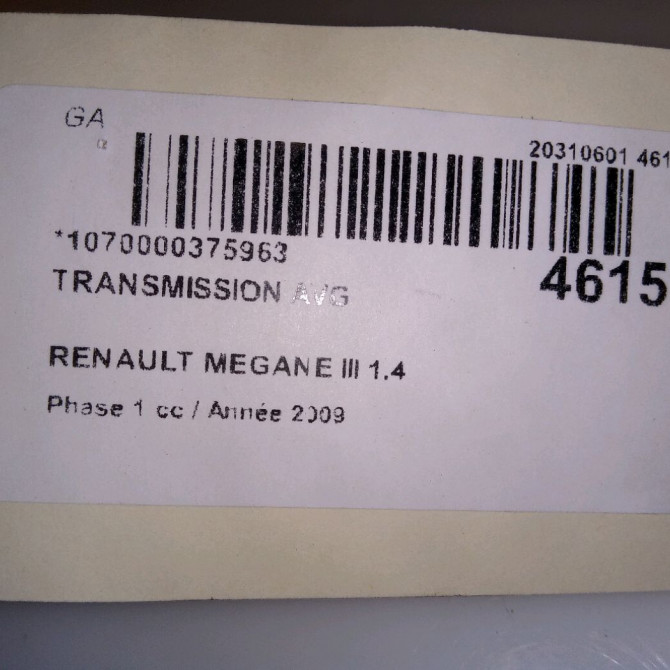 GA
20310601 461
*1070000375963
4615
TRANSMISSION AVG
RENAULT MEGANE III 1.4
Phase 1 cc / Année 2009